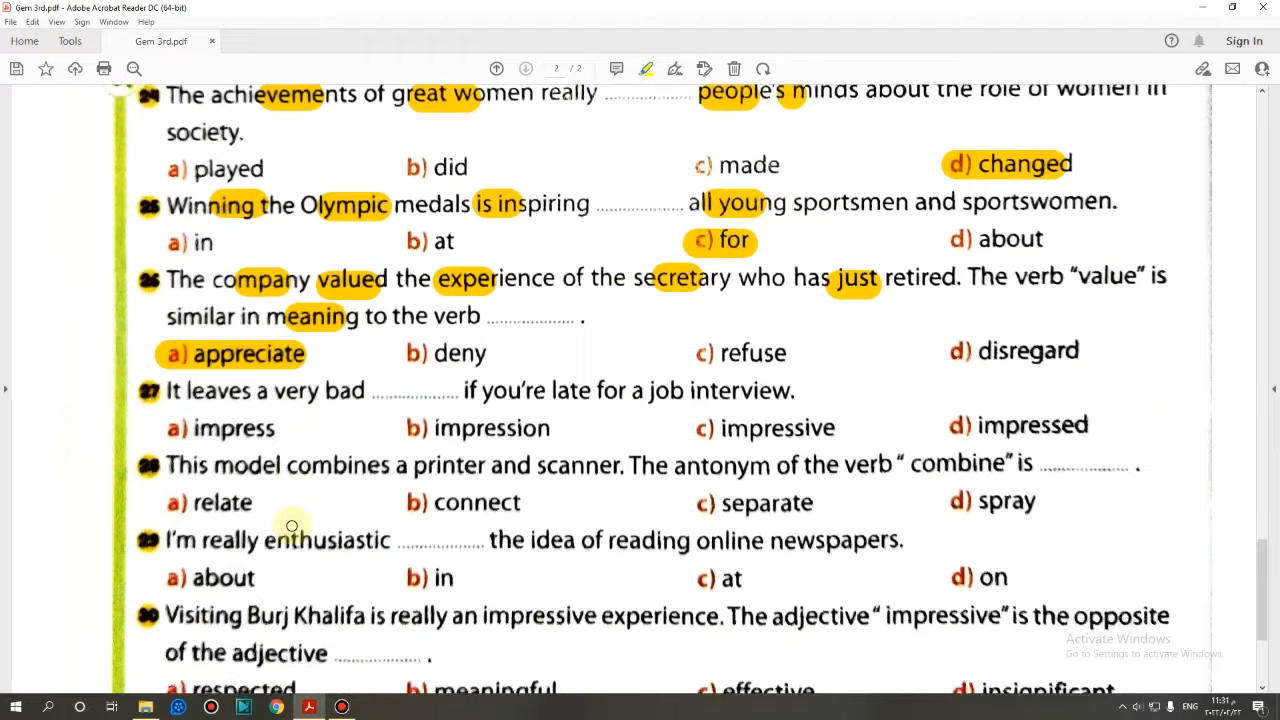 Gem 3rd.pdf - Adobe Acrobat Reader DC (64-bit)
File Edit View Sign Window Help
Home Tools Gem 3rd.pdf × Sign In
2 / 2
24 The achievements of great women really ............ people's minds about the role of women in
society.
a) played b) did c) made d) changed
25 Winning the Olympic medals is inspiring ............ all young sportsmen and sportswomen.
a) in b) at c) for d) about
26 The company valued the experience of the secretary who has just retired. The verb "value" is
similar in meaning to the verb ............ .
a) appreciate b) deny c) refuse d) disregard
27 It leaves a very bad ............ if you're late for a job interview.
a) impress b) impression c) impressive d) impressed
28 This model combines a printer and scanner. The antonym of the verb " combine" is ............ .
a) relate b) connect c) separate d) spray
29 I'm really enthusiastic ............ the idea of reading online newspapers.
a) about b) in c) at d) on
30 Visiting Burj Khalifa is really an impressive experience. The adjective " impressive" is the opposite
of the adjective ............ .
a) respected b) meaningful c) effective d) insignificant
Activate Windows
Go to Settings to activate Windows.
ENG 11:31